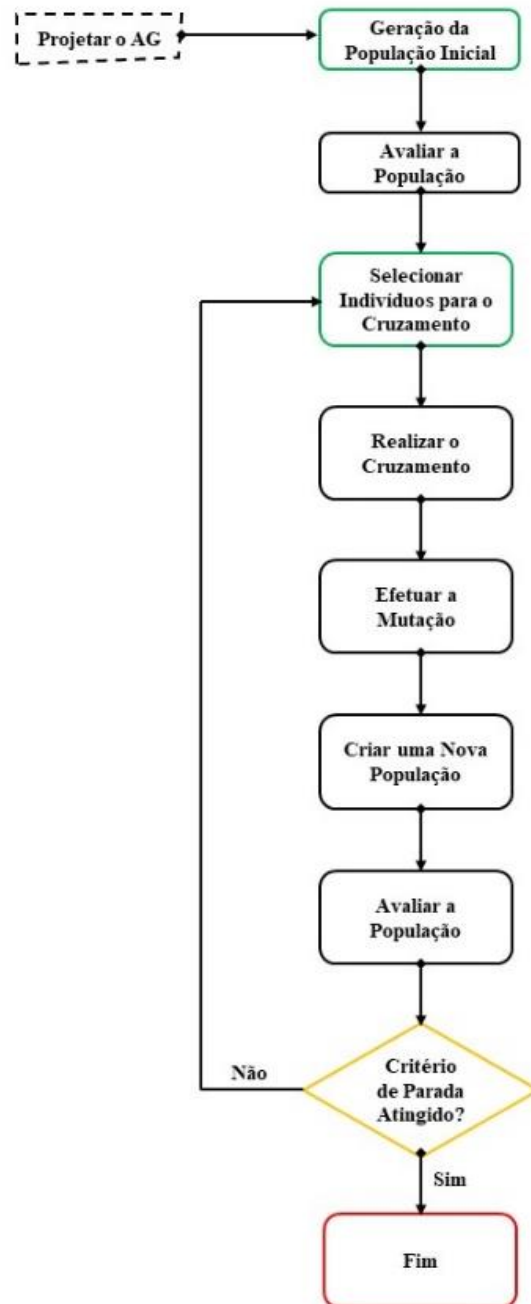 Projetar o AG
Geração da
População Inicial
Avaliar a
População
Selecionar
Indivíduos para o
Cruzamento
Realizar o
Cruzamento
Efetuar a
Mutação
Criar uma Nova
População
Avaliar a
População
Critério
de Parada
Atingido?
Não
Sim
Fim